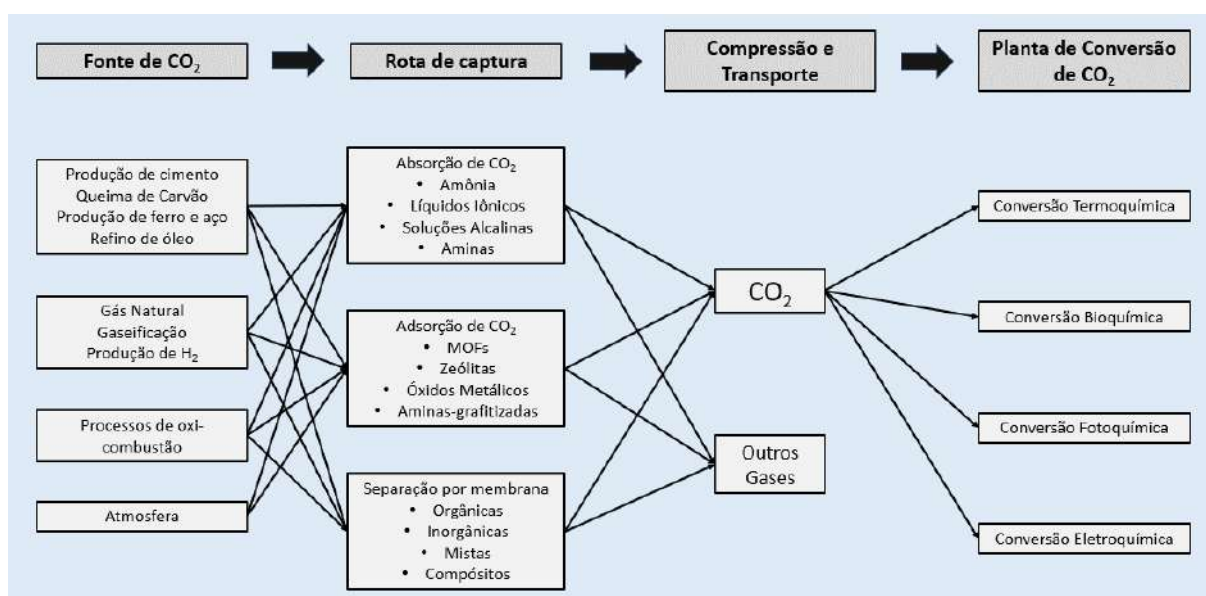 Fonte de CO₂
Rota de captura
Compressão e
Transporte
Planta de Conversão
de CO₂
Produção de cimento
Queima de Carvão
Produção de ferro e aço
Refino de óleo
Gás Natural
Gaseificação
Produção de H₂
Processos de oxi-
combustão
Atmosfera
Absorção de CO₂
• Amônia
• Líquidos Iônicos
• Soluções Alcalinas
• Aminas
Adsorção de CO₂
• MOFs
• Zeólitas
• Óxidos Metálicos
• Aminas-grafitizadas
Separação por membrana
• Orgânicas
• Inorgânicas
• Mistas
• Compósitos
CO₂
Outros
Gases
Conversão Termoquímica
Conversão Bioquímica
Conversão Fotoquímica
Conversão Eletroquímica